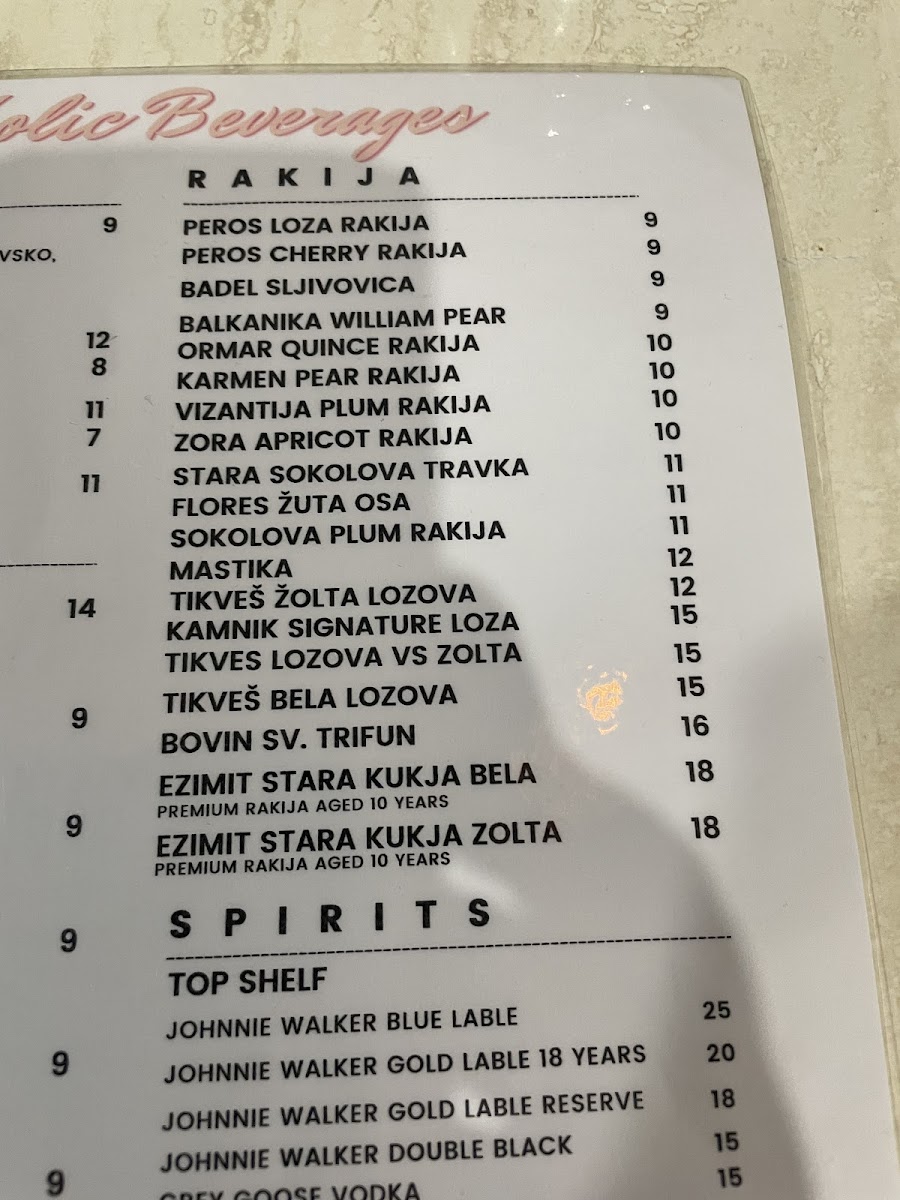 Beverages
RAKIJA
9
VSKO,
12
8
11
7
11
14
9
9
9
9
9
PEROS LOZA RAKIJA 9
PEROS CHERRY RAKIJA 9
BADEL SLJIVOVICA 9
BALKANIKA WILLIAM PEAR 9
ORMAR QUINCE RAKIJA 10
KARMEN PEAR RAKIJA 10
VIZANTIJA PLUM RAKIJA 10
ZORA APRICOT RAKIJA 10
STARA SOKOLOVA TRAVKA 11
FLORES ŽUTA OSA 11
SOKOLOVA PLUM RAKIJA 11
MASTIKA 12
TIKVEŠ ŽOLTA LOZOVA 12
KAMNIK SIGNATURE LOZA 15
TIKVES LOZOVA VS ZOLTA 15
TIKVEŠ BELA LOZOVA 15
BOVIN SV. TRIFUN 16
EZIMIT STARA KUKJA BELA 18
PREMIUM RAKIJA AGED 10 YEARS
EZIMIT STARA KUKJA ZOLTA 18
PREMIUM RAKIJA AGED 10 YEARS
SPIRITS
TOP SHELF
JOHNNIE WALKER BLUE LABLE 25
JOHNNIE WALKER GOLD LABLE 18 YEARS 20
JOHNNIE WALKER GOLD LABLE RESERVE 18
JOHNNIE WALKER DOUBLE BLACK 15
GREY GOOSE VODKA 15